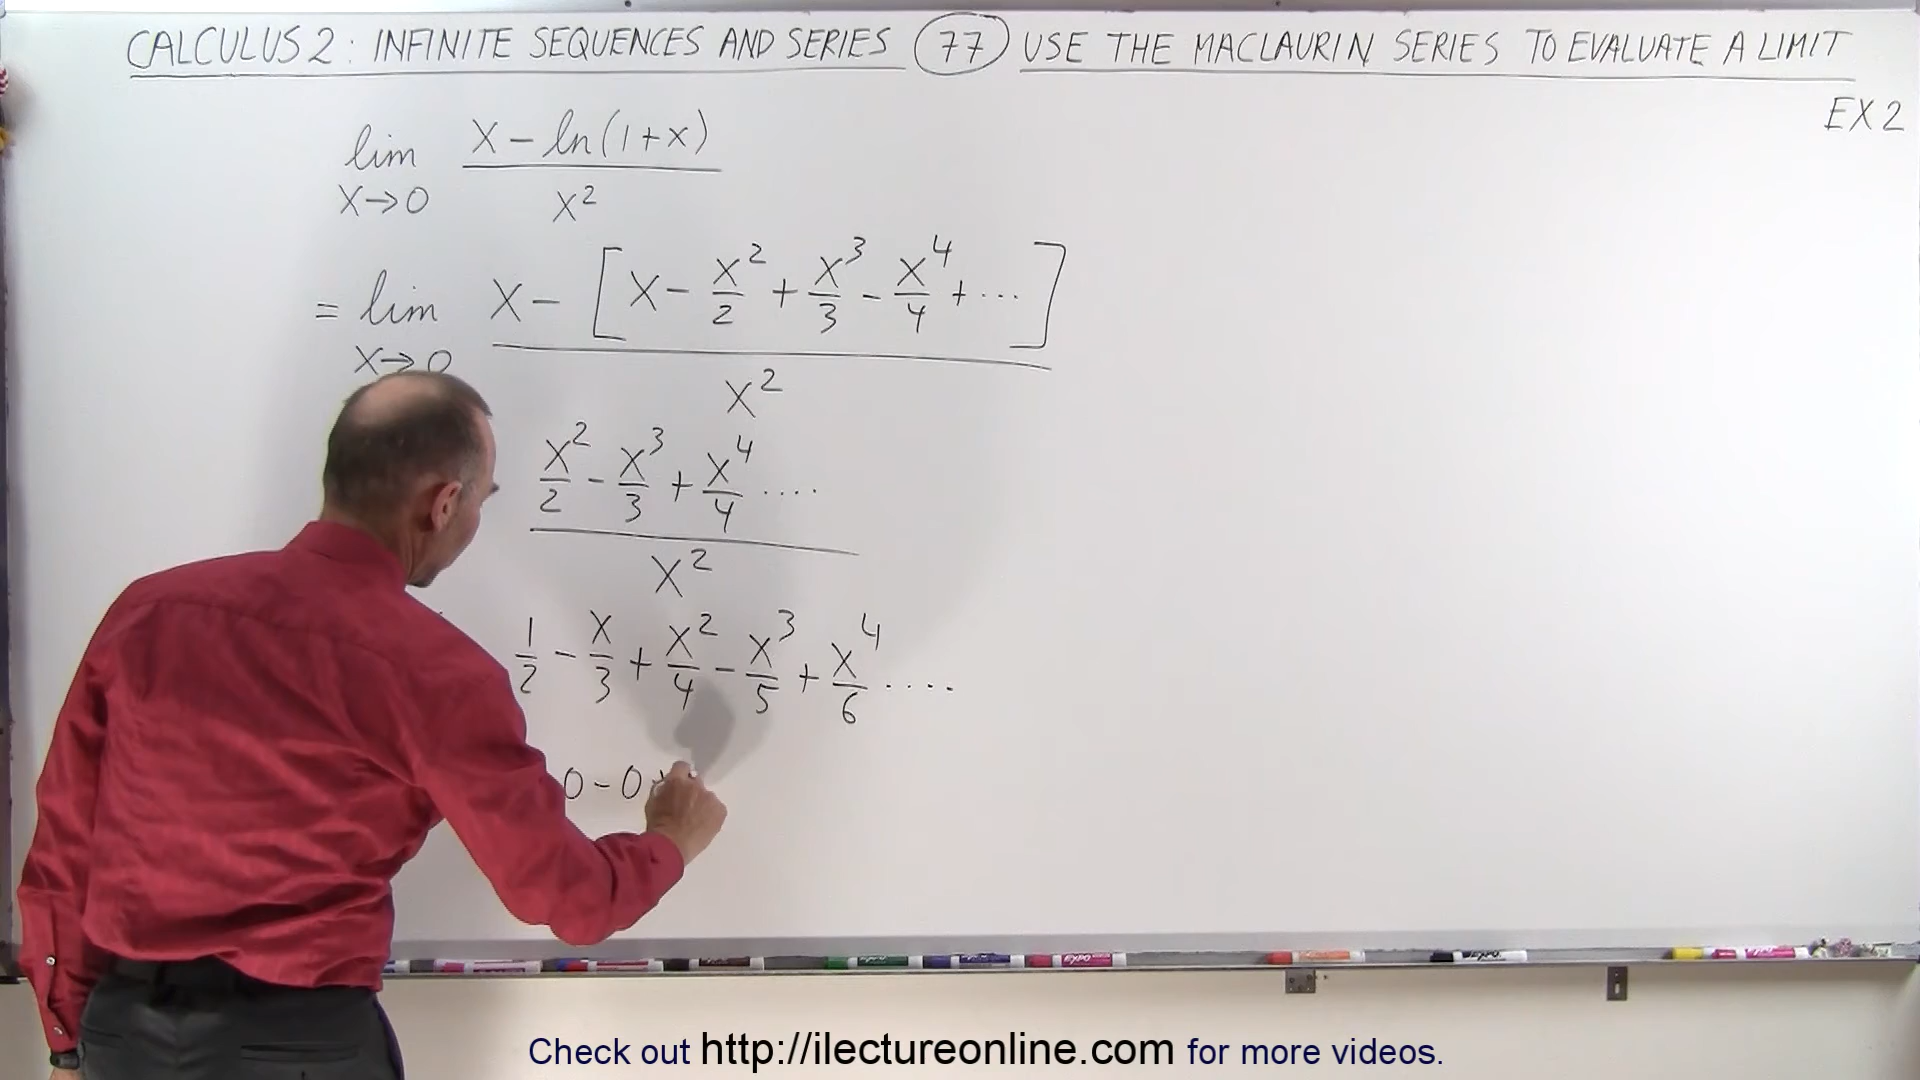 CALCULUS 2 : INFINITE SEQUENCES AND SERIES 77 USE THE MACLAURIN SERIES TO EVALUATE A LIMIT
EX 2
lim x→0 (x - ln(1+x)) / x²
= lim x→0 (x - [x - x²/2 + x³/3 - x⁴/4 + ...]) / x²
(x²/2 - x³/3 + x⁴/4 ....) / x²
1/2 - x/3 + x²/4 - x³/5 + x⁴/6 ....
0 - 0
Check out http://ilectureonline.com for more videos.